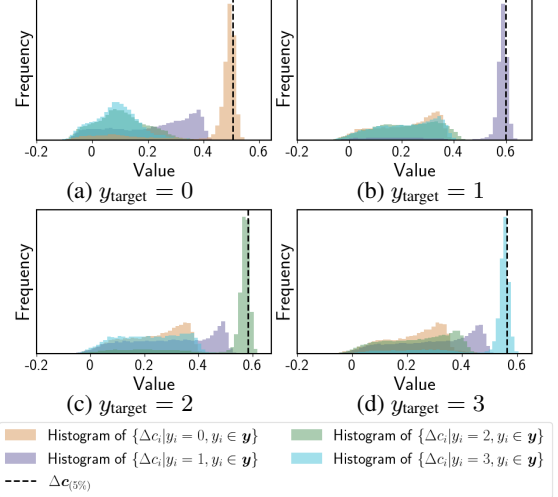 Frequency
Frequency
-0.2 0 0.2 0.4 0.6
-0.2 0 0.2 0.4 0.6
Value
Value
(a) y_target = 0
(b) y_target = 1
Frequency
Frequency
-0.2 0 0.2 0.4 0.6
-0.2 0 0.2 0.4 0.6
Value
Value
(c) y_target = 2
(d) y_target = 3
Histogram of {Δc_i|y_i = 0, y_i ∈ y}
Histogram of {Δc_i|y_i = 2, y_i ∈ y}
Histogram of {Δc_i|y_i = 1, y_i ∈ y}
Histogram of {Δc_i|y_i = 3, y_i ∈ y}
Δc_(5%)